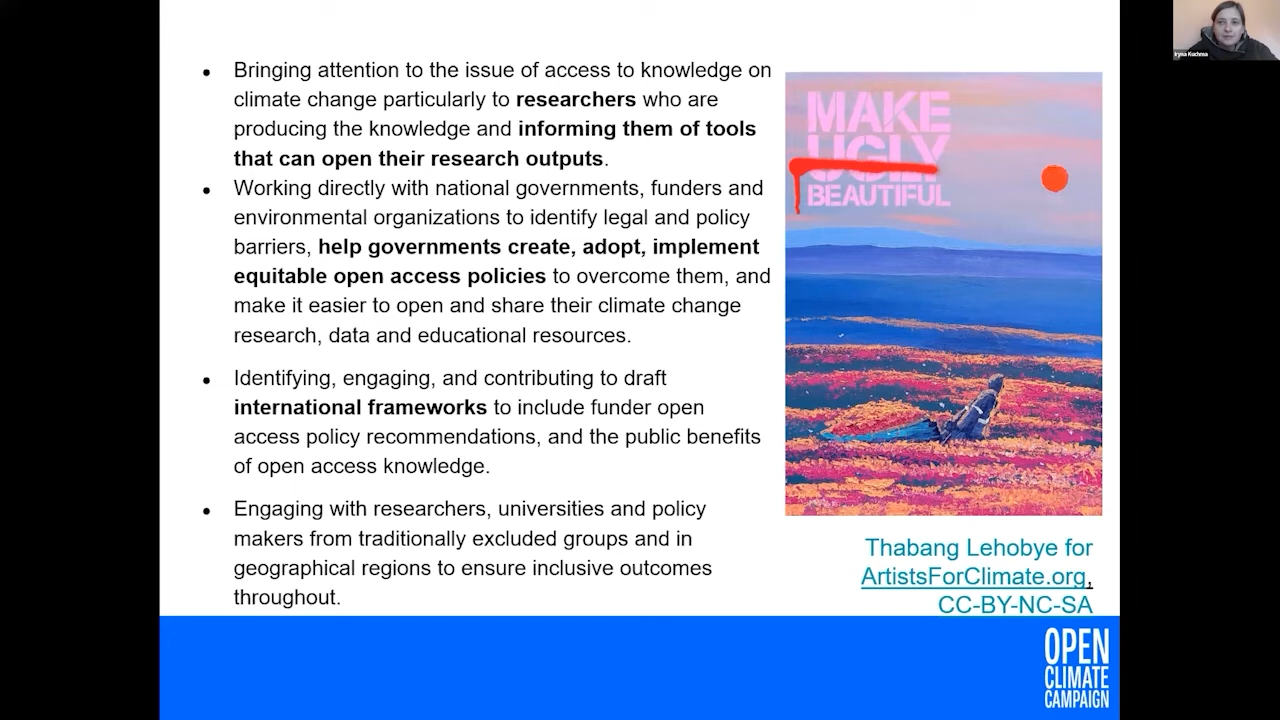 Bringing attention to the issue of access to knowledge on
climate change particularly to researchers who are
producing the knowledge and informing them of tools
that can open their research outputs.
Working directly with national governments, funders and
environmental organizations to identify legal and policy
barriers, help governments create, adopt, implement
equitable open access policies to overcome them, and
make it easier to open and share their climate change
research, data and educational resources.
Identifying, engaging, and contributing to draft
international frameworks to include funder open
access policy recommendations, and the public benefits
of open access knowledge.
Engaging with researchers, universities and policy
makers from traditionally excluded groups and in
geographical regions to ensure inclusive outcomes
throughout.
MAKE
UGLY
BEAUTIFUL
Thabang Lehobye for
ArtistsForClimate.org,
CC-BY-NC-SA
OPEN
CLIMATE
CAMPAIGN
Iryna Kuchma